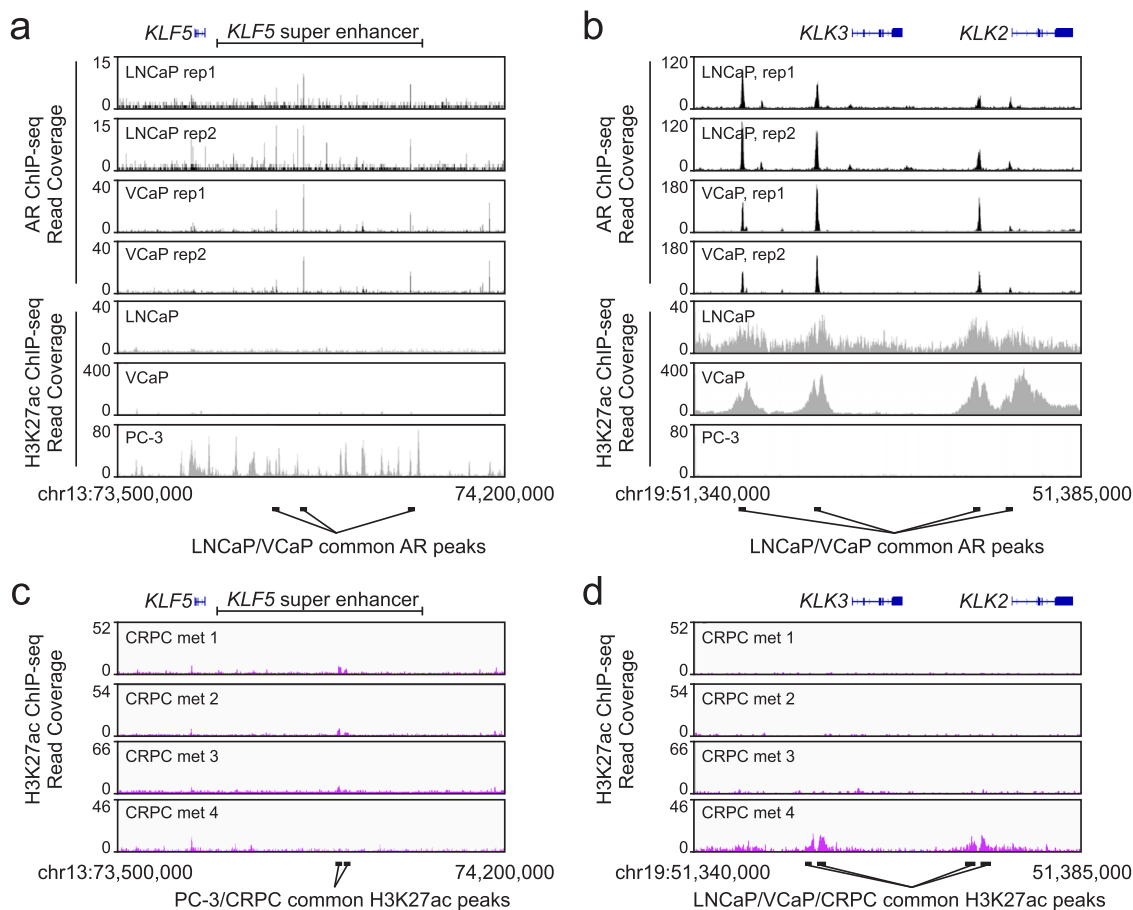 a
KLF5
KLF5 super enhancer
AR ChIP-seq
Read Coverage
15
LNCaP rep1
0
15
LNCaP rep2
0
40
VCaP rep1
0
40
VCaP rep2
0
H3K27ac ChIP-seq
Read Coverage
40
LNCaP
0
400
VCaP
0
80
PC-3
0
chr13:73,500,000
74,200,000
LNCaP/VCaP common AR peaks
b
KLK3
KLK2
AR ChIP-seq
Read Coverage
120
LNCaP, rep1
0
120
LNCaP, rep2
0
180
VCaP, rep1
0
180
VCaP, rep2
0
H3K27ac ChIP-seq
Read Coverage
40
LNCaP
0
400
VCaP
0
80
PC-3
0
chr19:51,340,000
51,385,000
LNCaP/VCaP common AR peaks
c
KLF5
KLF5 super enhancer
H3K27ac ChIP-seq
Read Coverage
52
CRPC met 1
0
54
CRPC met 2
0
66
CRPC met 3
0
46
CRPC met 4
0
chr13:73,500,000
74,200,000
PC-3/CRPC common H3K27ac peaks
d
KLK3
KLK2
H3K27ac ChIP-seq
Read Coverage
52
CRPC met 1
0
54
CRPC met 2
0
66
CRPC met 3
0
46
CRPC met 4
0
chr19:51,340,000
51,385,000
LNCaP/VCaP/CRPC common H3K27ac peaks